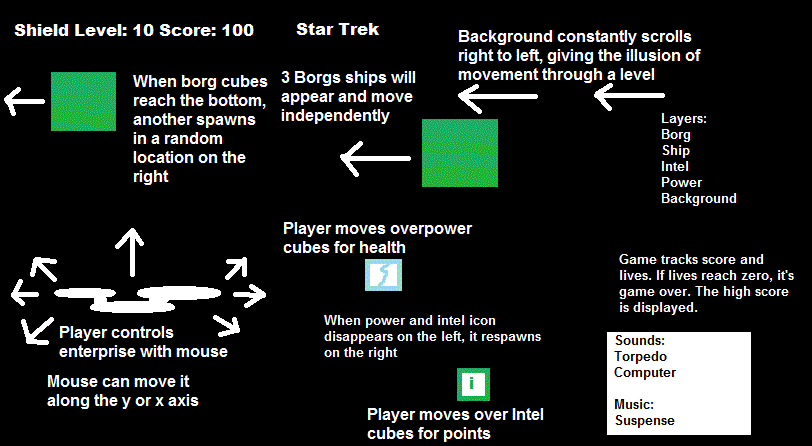 Shield Level: 10 Score: 100
Star Trek
Background constantly scrolls
right to left, giving the illusion of
movement through a level
When borg cubes
reach the bottom,
another spawns
in a random
location on the
right
3 Borgs ships will
appear and move
independently
Layers:
Borg
Ship
Intel
Power
Background
Player moves overpower
cubes for health
Game tracks score and
lives. If lives reach zero, it's
game over. The high score
is displayed.
Player controls
enterprise with mouse
Mouse can move it
along the y or x axis
When power and intel icon
disappears on the left, it respawns
on the right
i
Player moves over Intel
cubes for points
Sounds:
Torpedo
Computer
Music:
Suspense